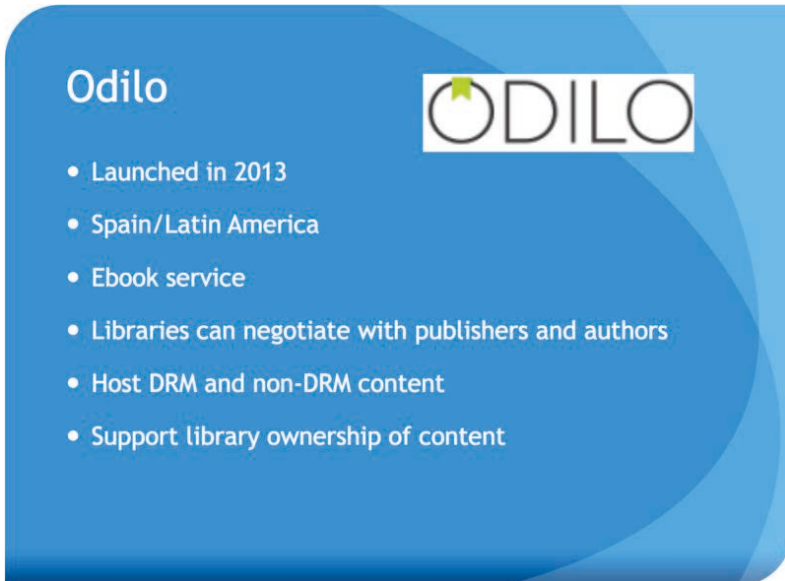 Odilo
ODILO
• Launched in 2013
• Spain/Latin America
• Ebook service
• Libraries can negotiate with publishers and authors
• Host DRM and non-DRM content
• Support library ownership of content